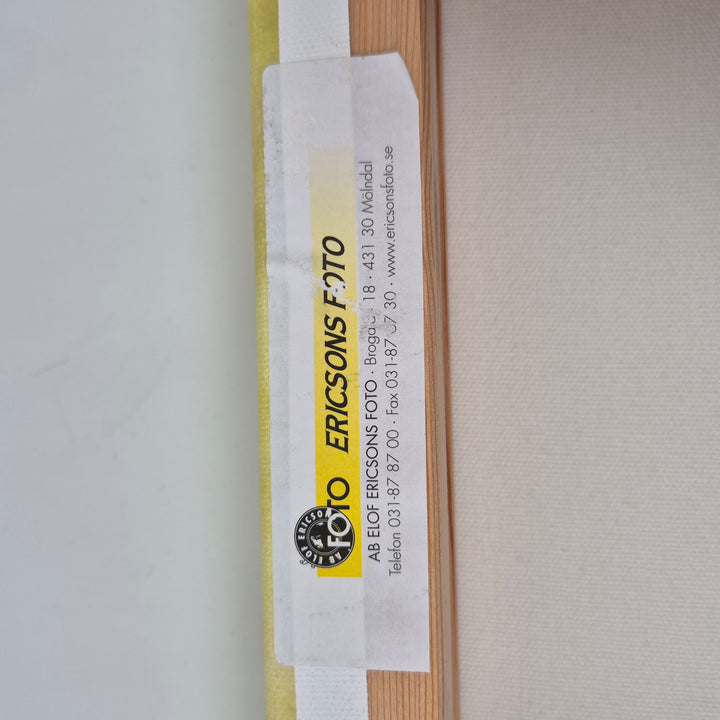 AB ELOF ERICSONS
FOTO ERICSONS FOTO
AB ELOF ERICSONS FOTO · 18 · 431 30 Mölndal
Telefon 031-87 87 00 · Fax 031-87 30 · www.ericsonsfoto.se